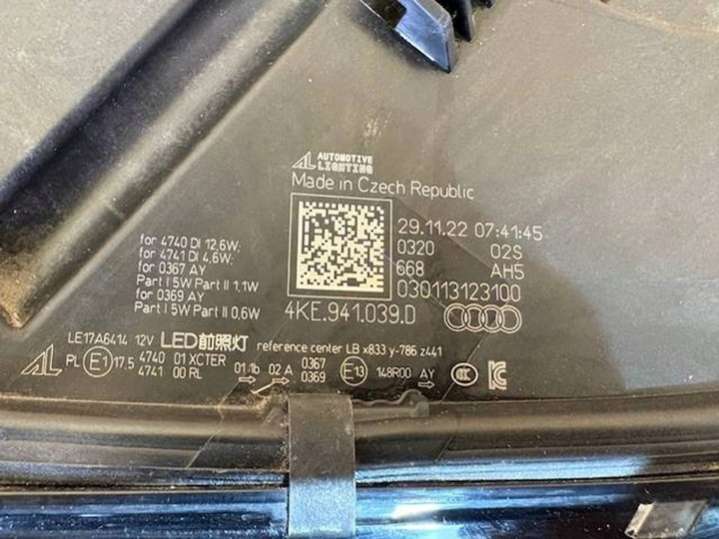 AL AUTOMOTIVE LIGHTING
Made in Czech Republic
29.11.22 07:41:45
0320 02S
668 AH5
030113123100
4KE.941.039.D
for 4740 DI 12,6W;
for 4741 DI 4,6W;
for 0367 AY
Part I 5W Part II 1,1W
for 0369 AY
Part I 5W Part II 0,6W
LE17A6414 12V LED前照灯 reference center LB x833 y-786 z441
AL PL E1 17.5 4740 01 XCTER 01 1b 02 A 0367 E13 148R00 AY CCC
4741 00 RL 0369